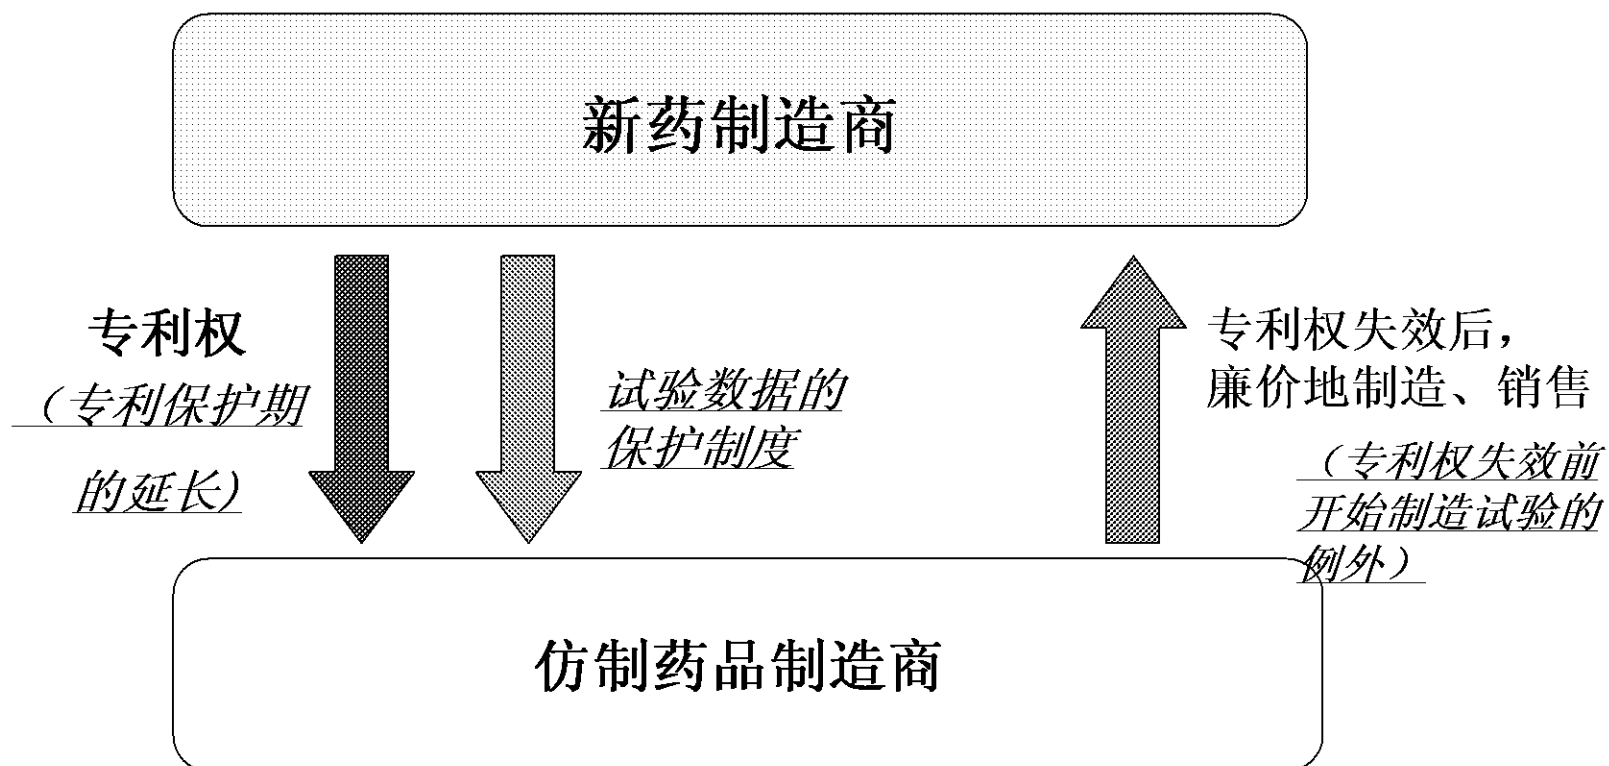 新药制造商
专利权
（专利保护期
的延长）
试验数据的
保护制度
专利权失效后，
廉价地制造、销售
（专利权失效前
开始制造试验的
例外）
仿制药品制造商